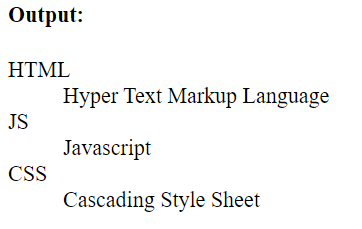 Output:
HTML
Hyper Text Markup Language
JS
Javascript
CSS
Cascading Style Sheet